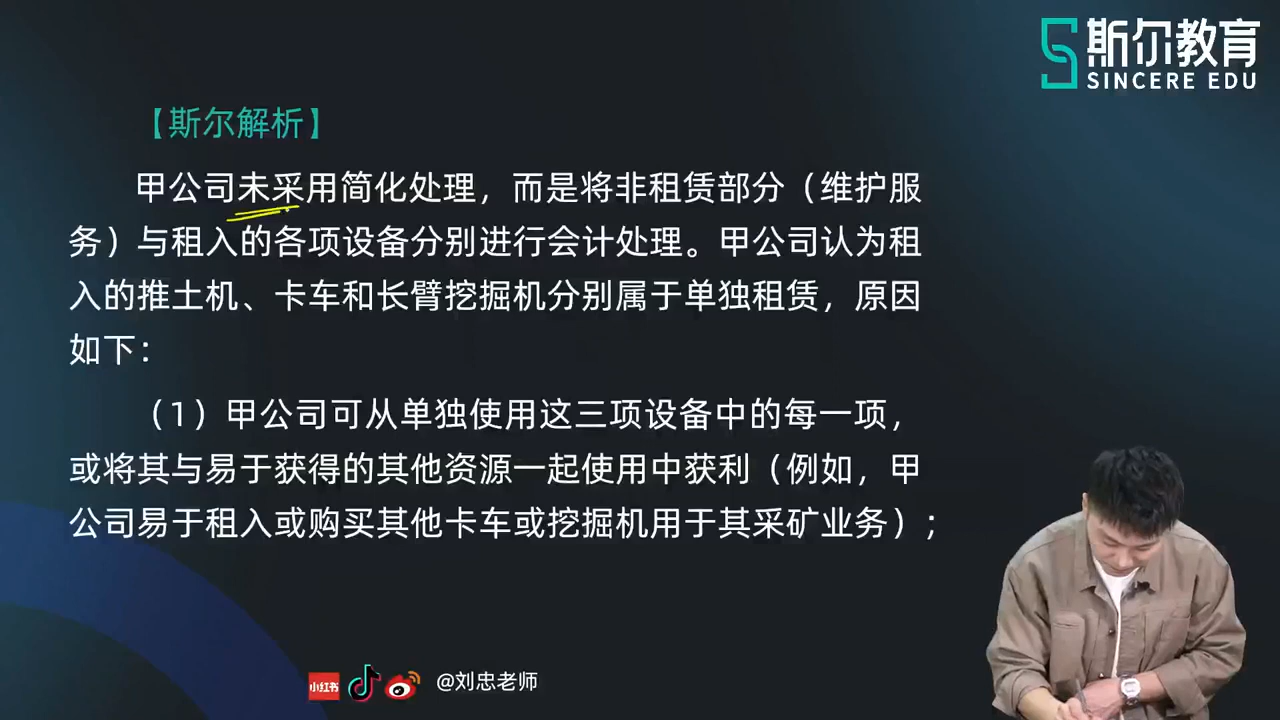 斯尔教育
SINCERE EDU
【斯尔解析】
甲公司未采用简化处理，而是将非租赁部分（维护服
务）与租入的各项设备分别进行会计处理。甲公司认为租
入的推土机、卡车和长臂挖掘机分别属于单独租赁，原因
如下：
（1）甲公司可从单独使用这三项设备中的每一项，
或将其与易于获得的其他资源一起使用中获利（例如，甲
公司易于租入或购买其他卡车或挖掘机用于其采矿业务）；
小红书
@刘忠老师